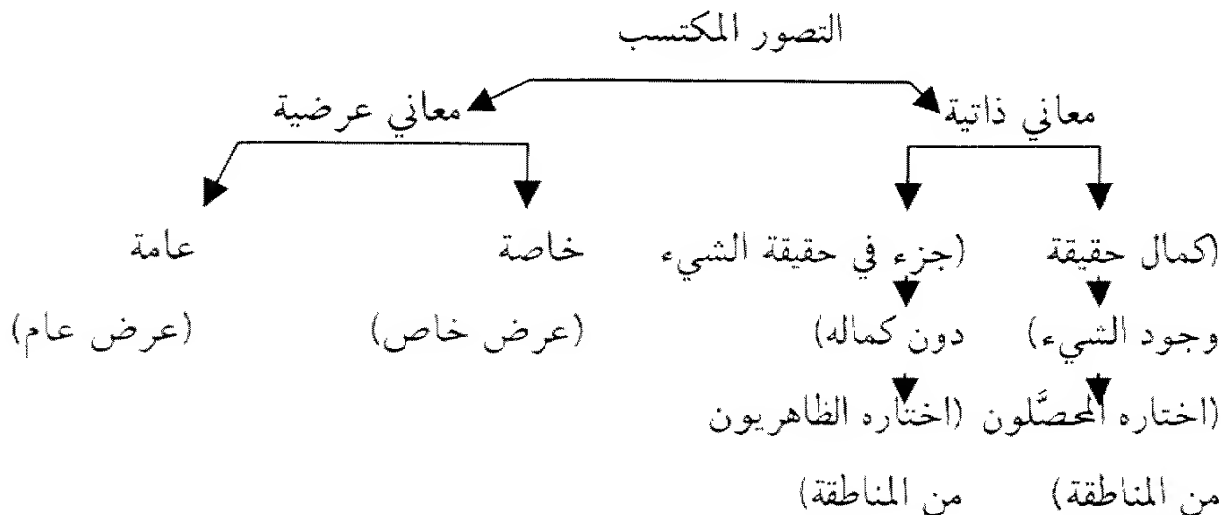 التصور المكتسب
معاني ذاتية معاني عرضية
(كمال حقيقة (جزء في حقيقة الشيء خاصة عامة
وجود الشيء) دون كماله) (عرض خاص) (عرض عام)
(اختاره المحصَّلون (اختاره الظاهريون
من المناطقة) من المناطقة)